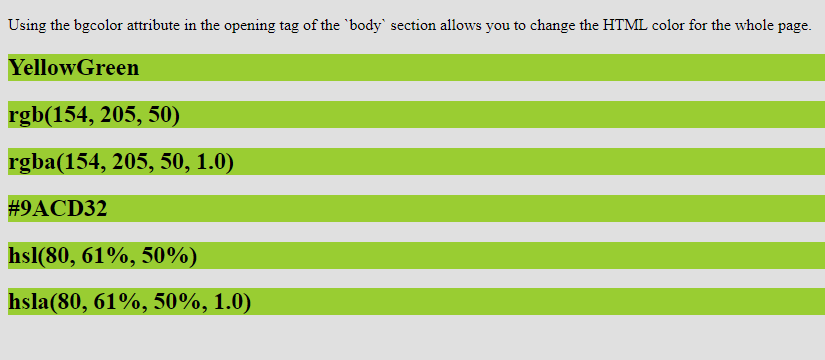 Using the bgcolor attribute in the opening tag of the `body` section allows you to change the HTML color for the whole page.
YellowGreen
rgb(154, 205, 50)
rgba(154, 205, 50, 1.0)
#9ACD32
hsl(80, 61%, 50%)
hsla(80, 61%, 50%, 1.0)